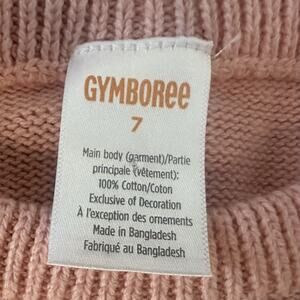 GYMBOREE
7
Main body (garment)/Partie
principale (vêtement):
100% Cotton/Coton
Exclusive of Decoration
À l'exception des ornements
Made in Bangladesh
Fabriqué au Bangladesh